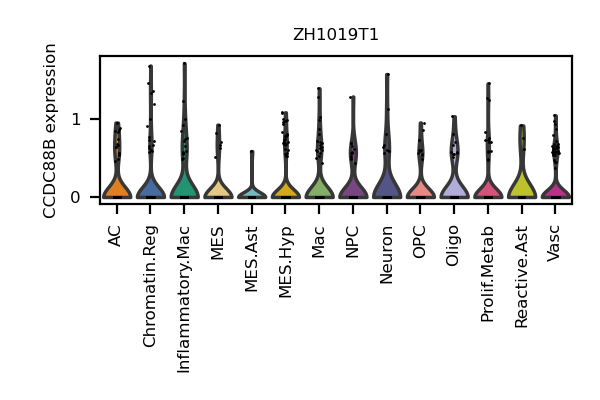 ZH1019T1
CCDC88B expression
1
0
AC
Chromatin.Reg
Inflammatory.Mac
MES
MES.Ast
MES.Hyp
Mac
NPC
Neuron
OPC
Oligo
Prolif.Metab
Reactive.Ast
Vasc